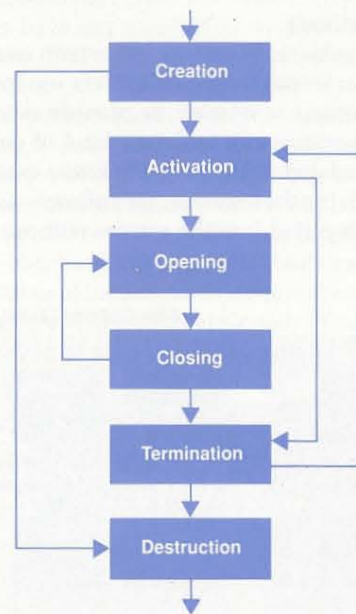 Creation
Activation
Opening
Closing
Termination
Destruction